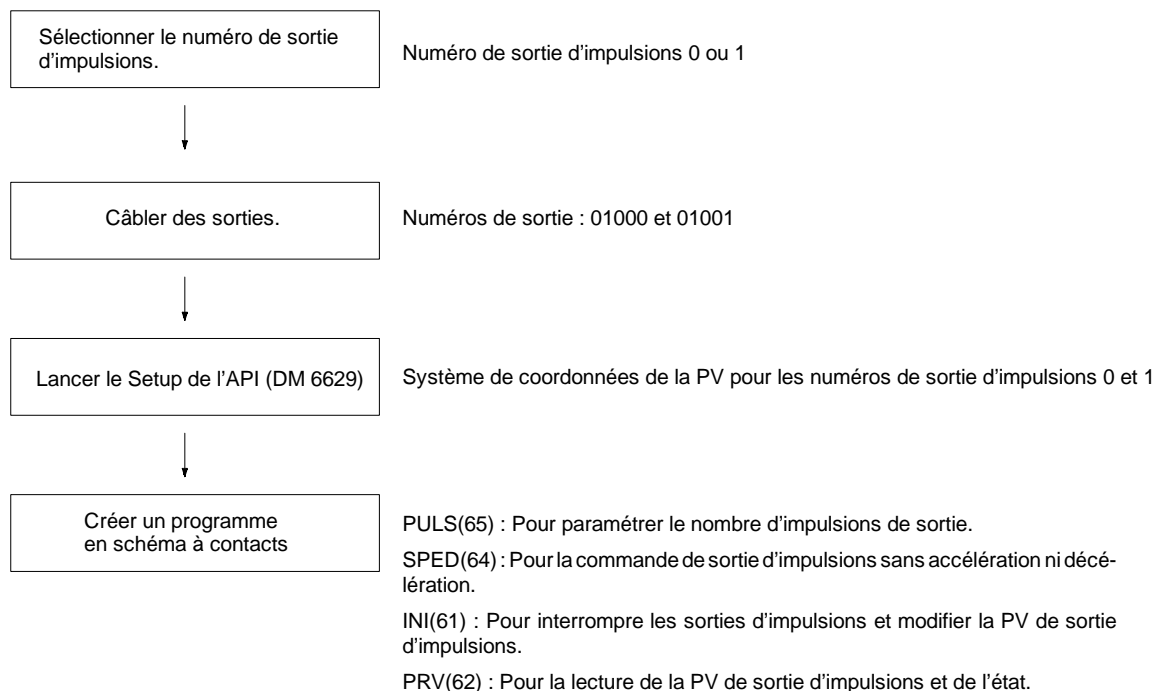 Sélectionner le numéro de sortie
d'impulsions.
Numéro de sortie d'impulsions 0 ou 1
Câbler des sorties.
Numéros de sortie : 01000 et 01001
Lancer le Setup de l'API (DM 6629)
Système de coordonnées de la PV pour les numéros de sortie d'impulsions 0 et 1
Créer un programme
en schéma à contacts
PULS(65) : Pour paramétrer le nombre d'impulsions de sortie.
SPED(64) : Pour la commande de sortie d'impulsions sans accélération ni décé-
lération.
INI(61) : Pour interrompre les sorties d'impulsions et modifier la PV de sortie
d'impulsions.
PRV(62) : Pour la lecture de la PV de sortie d'impulsions et de l'état.